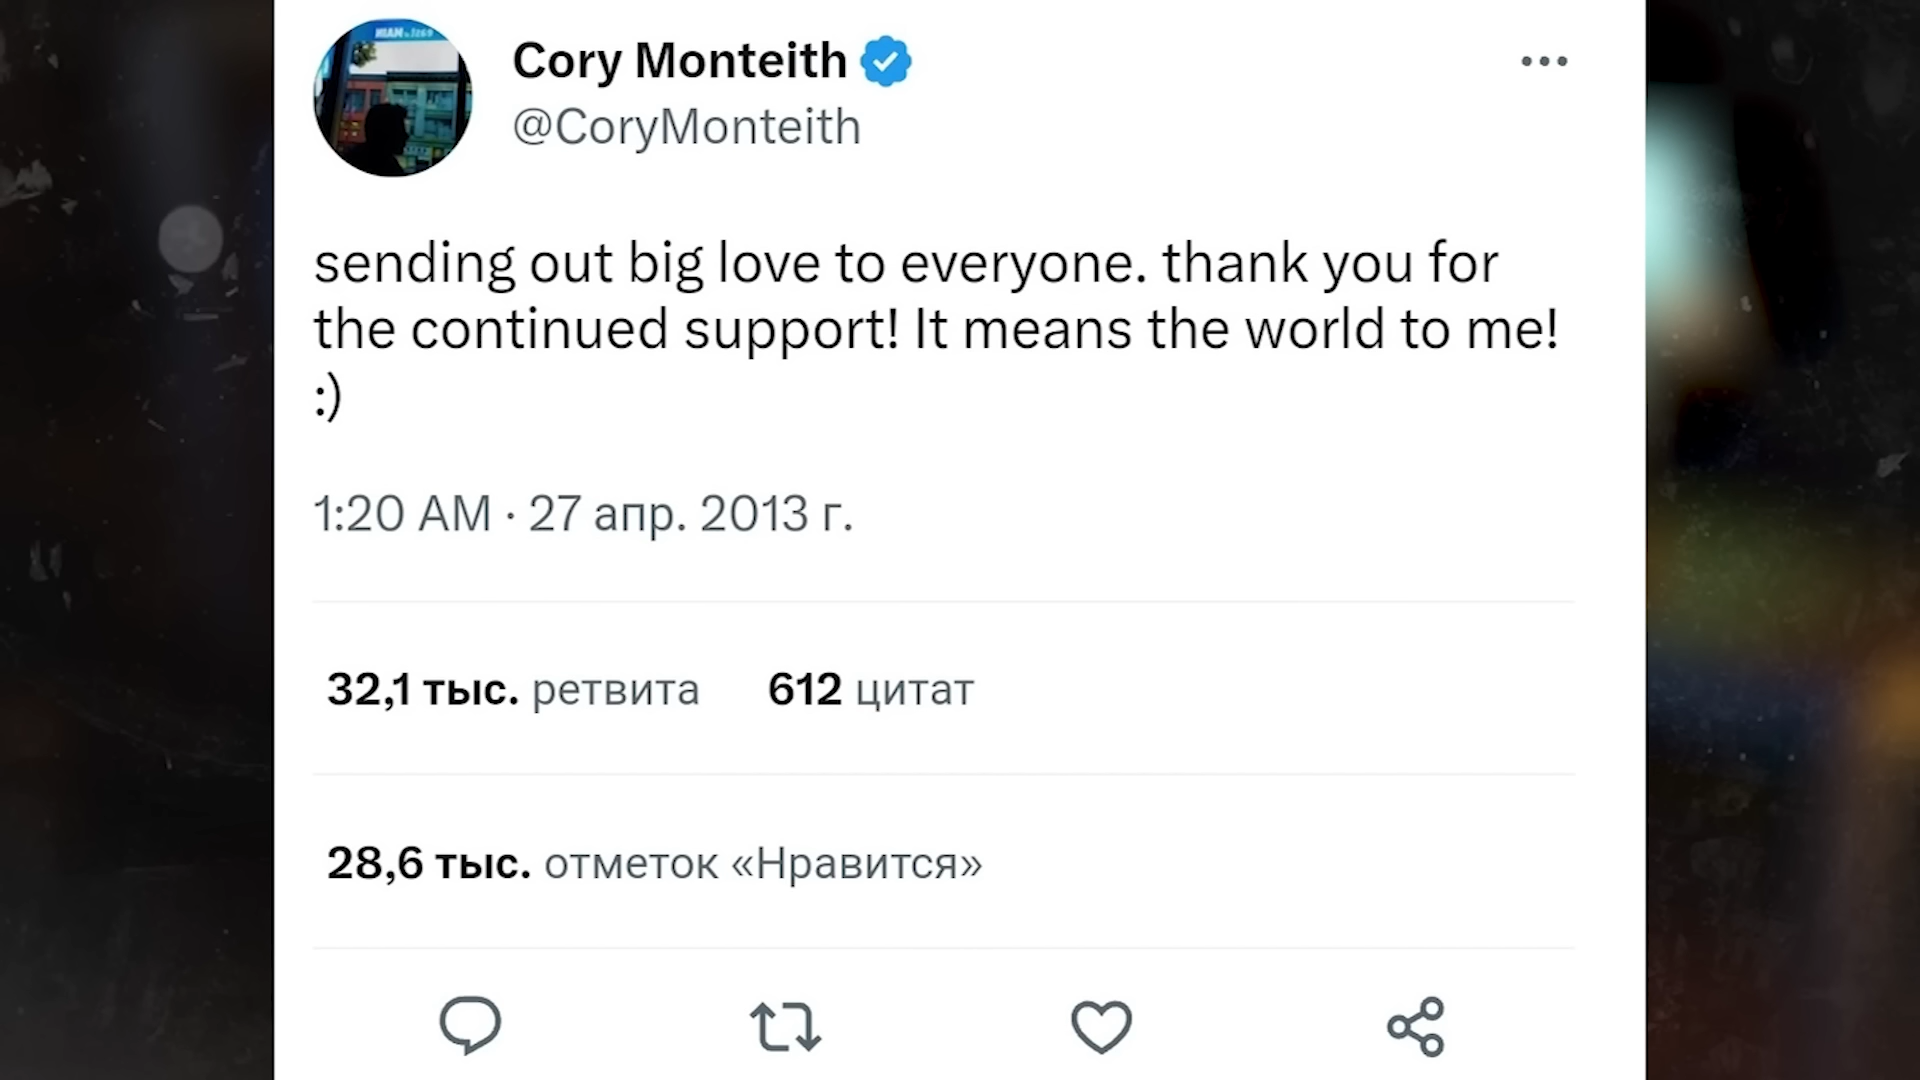 Cory Monteith
@CoryMonteith
sending out big love to everyone. thank you for
the continued support! It means the world to me!
:)
1:20 AM · 27 апр. 2013 г.
32,1 тыс. ретвита 612 цитат
28,6 тыс. отметок «Нравится»